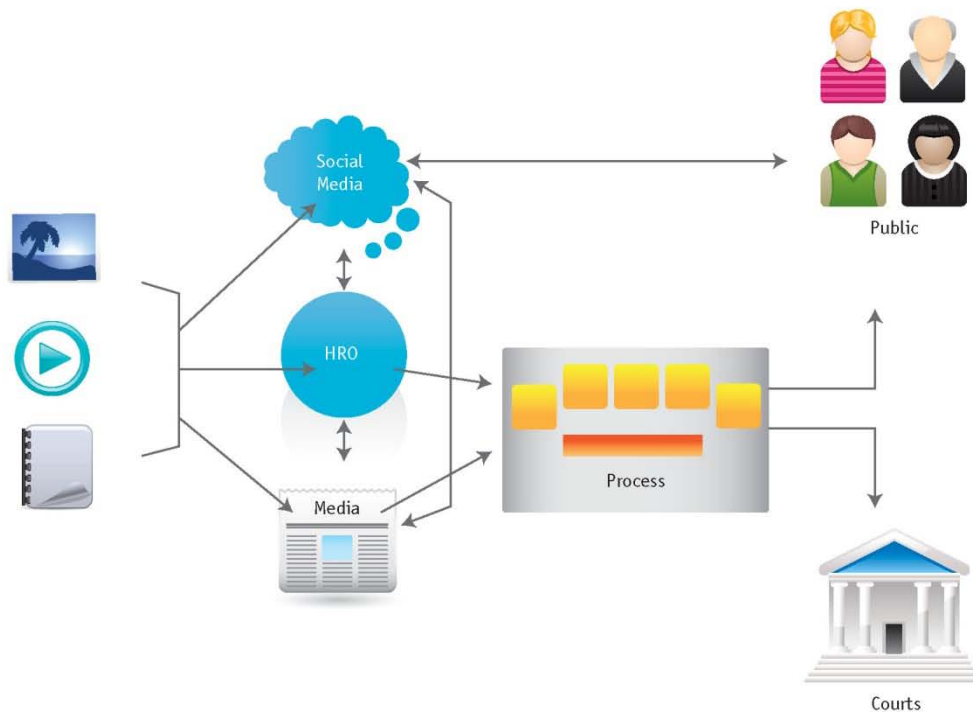 Social
Media
Public
HRO
Process
Media
Courts